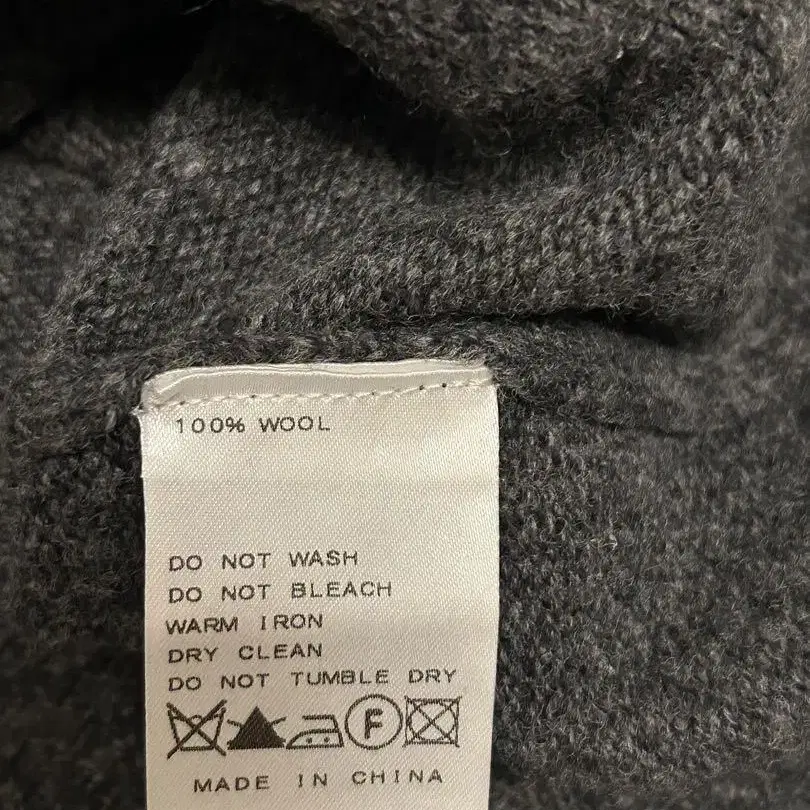 100% WOOL
DO NOT WASH
DO NOT BLEACH
WARM IRON
DRY CLEAN
DO NOT TUMBLE DRY
F
MADE IN CHINA